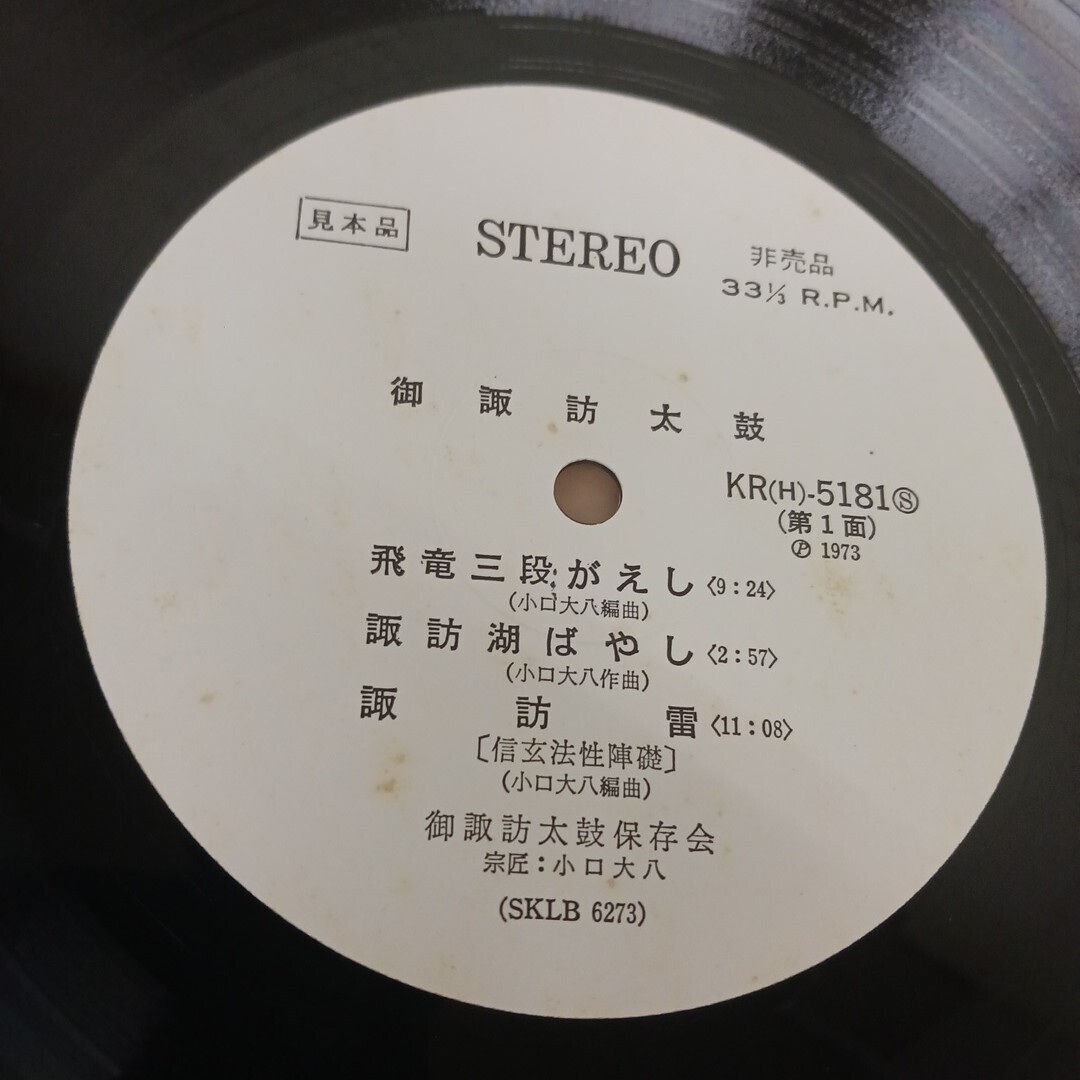 見本品
STEREO
非売品
33⅓ R.P.M.
御諏訪太鼓
KR(H)-5181Ⓢ
(第1面)
℗ 1973
飛竜三段がえし〈9:24〉
(小口大八編曲)
諏訪湖ばやし〈2:57〉
(小口大八作曲)
諏訪雷〈11:08〉
〔信玄法性陣礎〕
(小口大八編曲)
御諏訪太鼓保存会
宗匠:小口大八
(SKLB 6273)